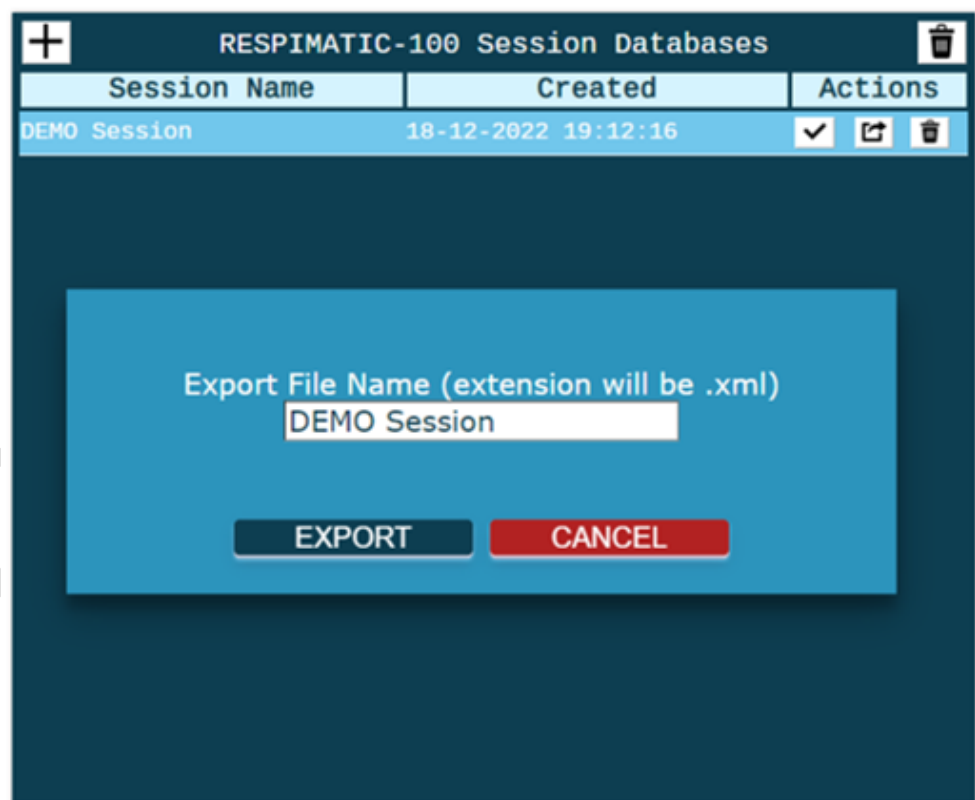 RESPIMATIC-100 Session Databases
Session Name Created Actions
DEMO Session 18-12-2022 19:12:16
Export File Name (extension will be .xml)
DEMO Session
EXPORT CANCEL